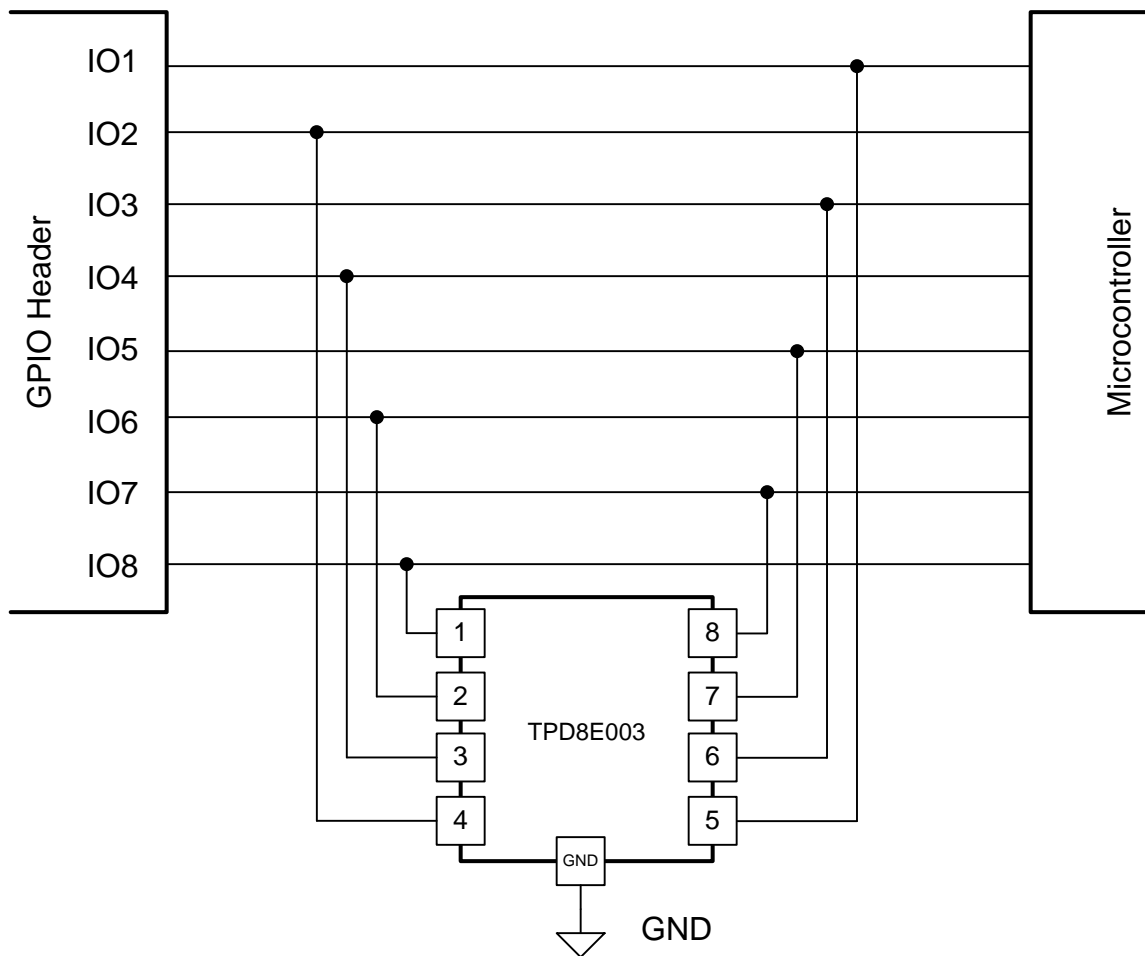 GPIO Header
IO1
IO2
IO3
IO4
IO5
IO6
IO7
IO8
Microcontroller
1
2
3
4
TPD8E003
8
7
6
5
GND
GND